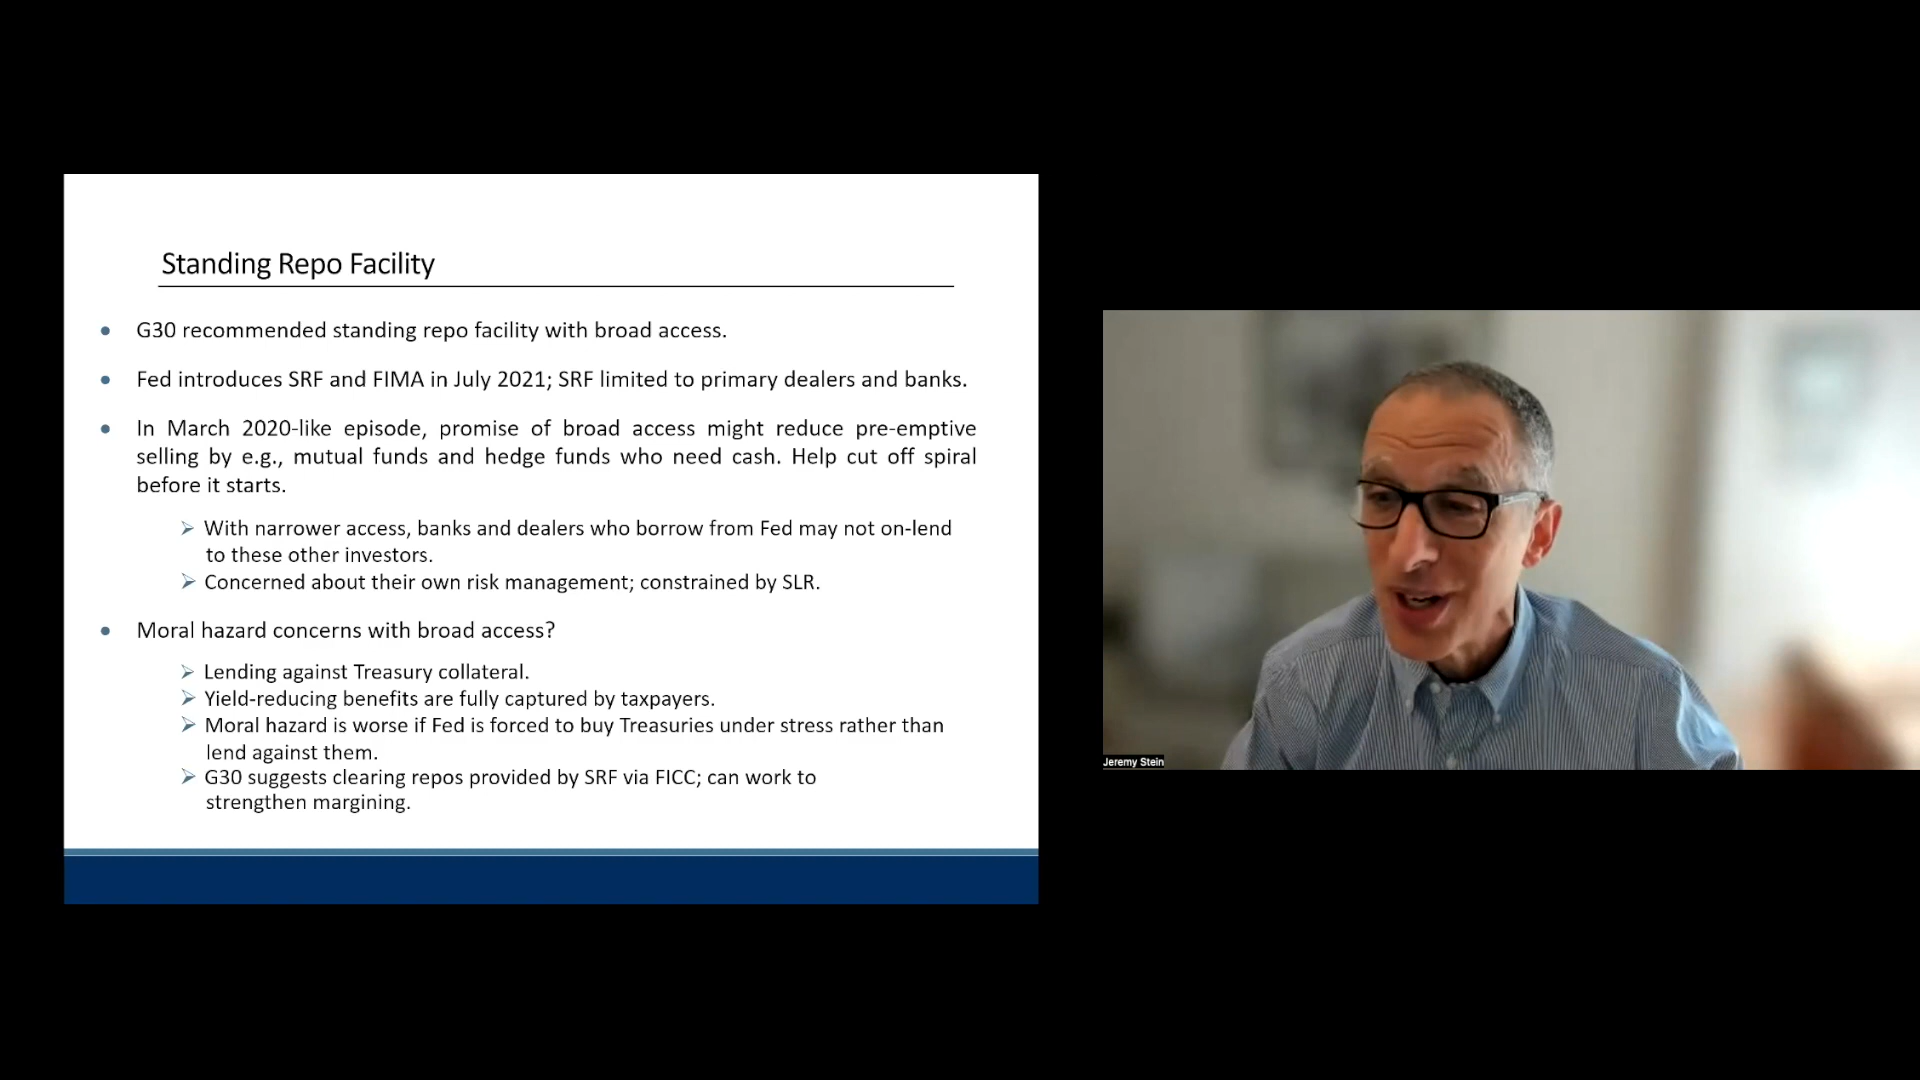 Standing Repo Facility
G30 recommended standing repo facility with broad access.
Fed introduces SRF and FIMA in July 2021; SRF limited to primary dealers and banks.
In March 2020-like episode, promise of broad access might reduce pre-emptive
selling by e.g., mutual funds and hedge funds who need cash. Help cut off spiral
before it starts.
With narrower access, banks and dealers who borrow from Fed may not on-lend
to these other investors.
Concerned about their own risk management; constrained by SLR.
Moral hazard concerns with broad access?
Lending against Treasury collateral.
Yield-reducing benefits are fully captured by taxpayers.
Moral hazard is worse if Fed is forced to buy Treasuries under stress rather than
lend against them.
G30 suggests clearing repos provided by SRF via FICC; can work to
strengthen margining.
Jeremy Stein